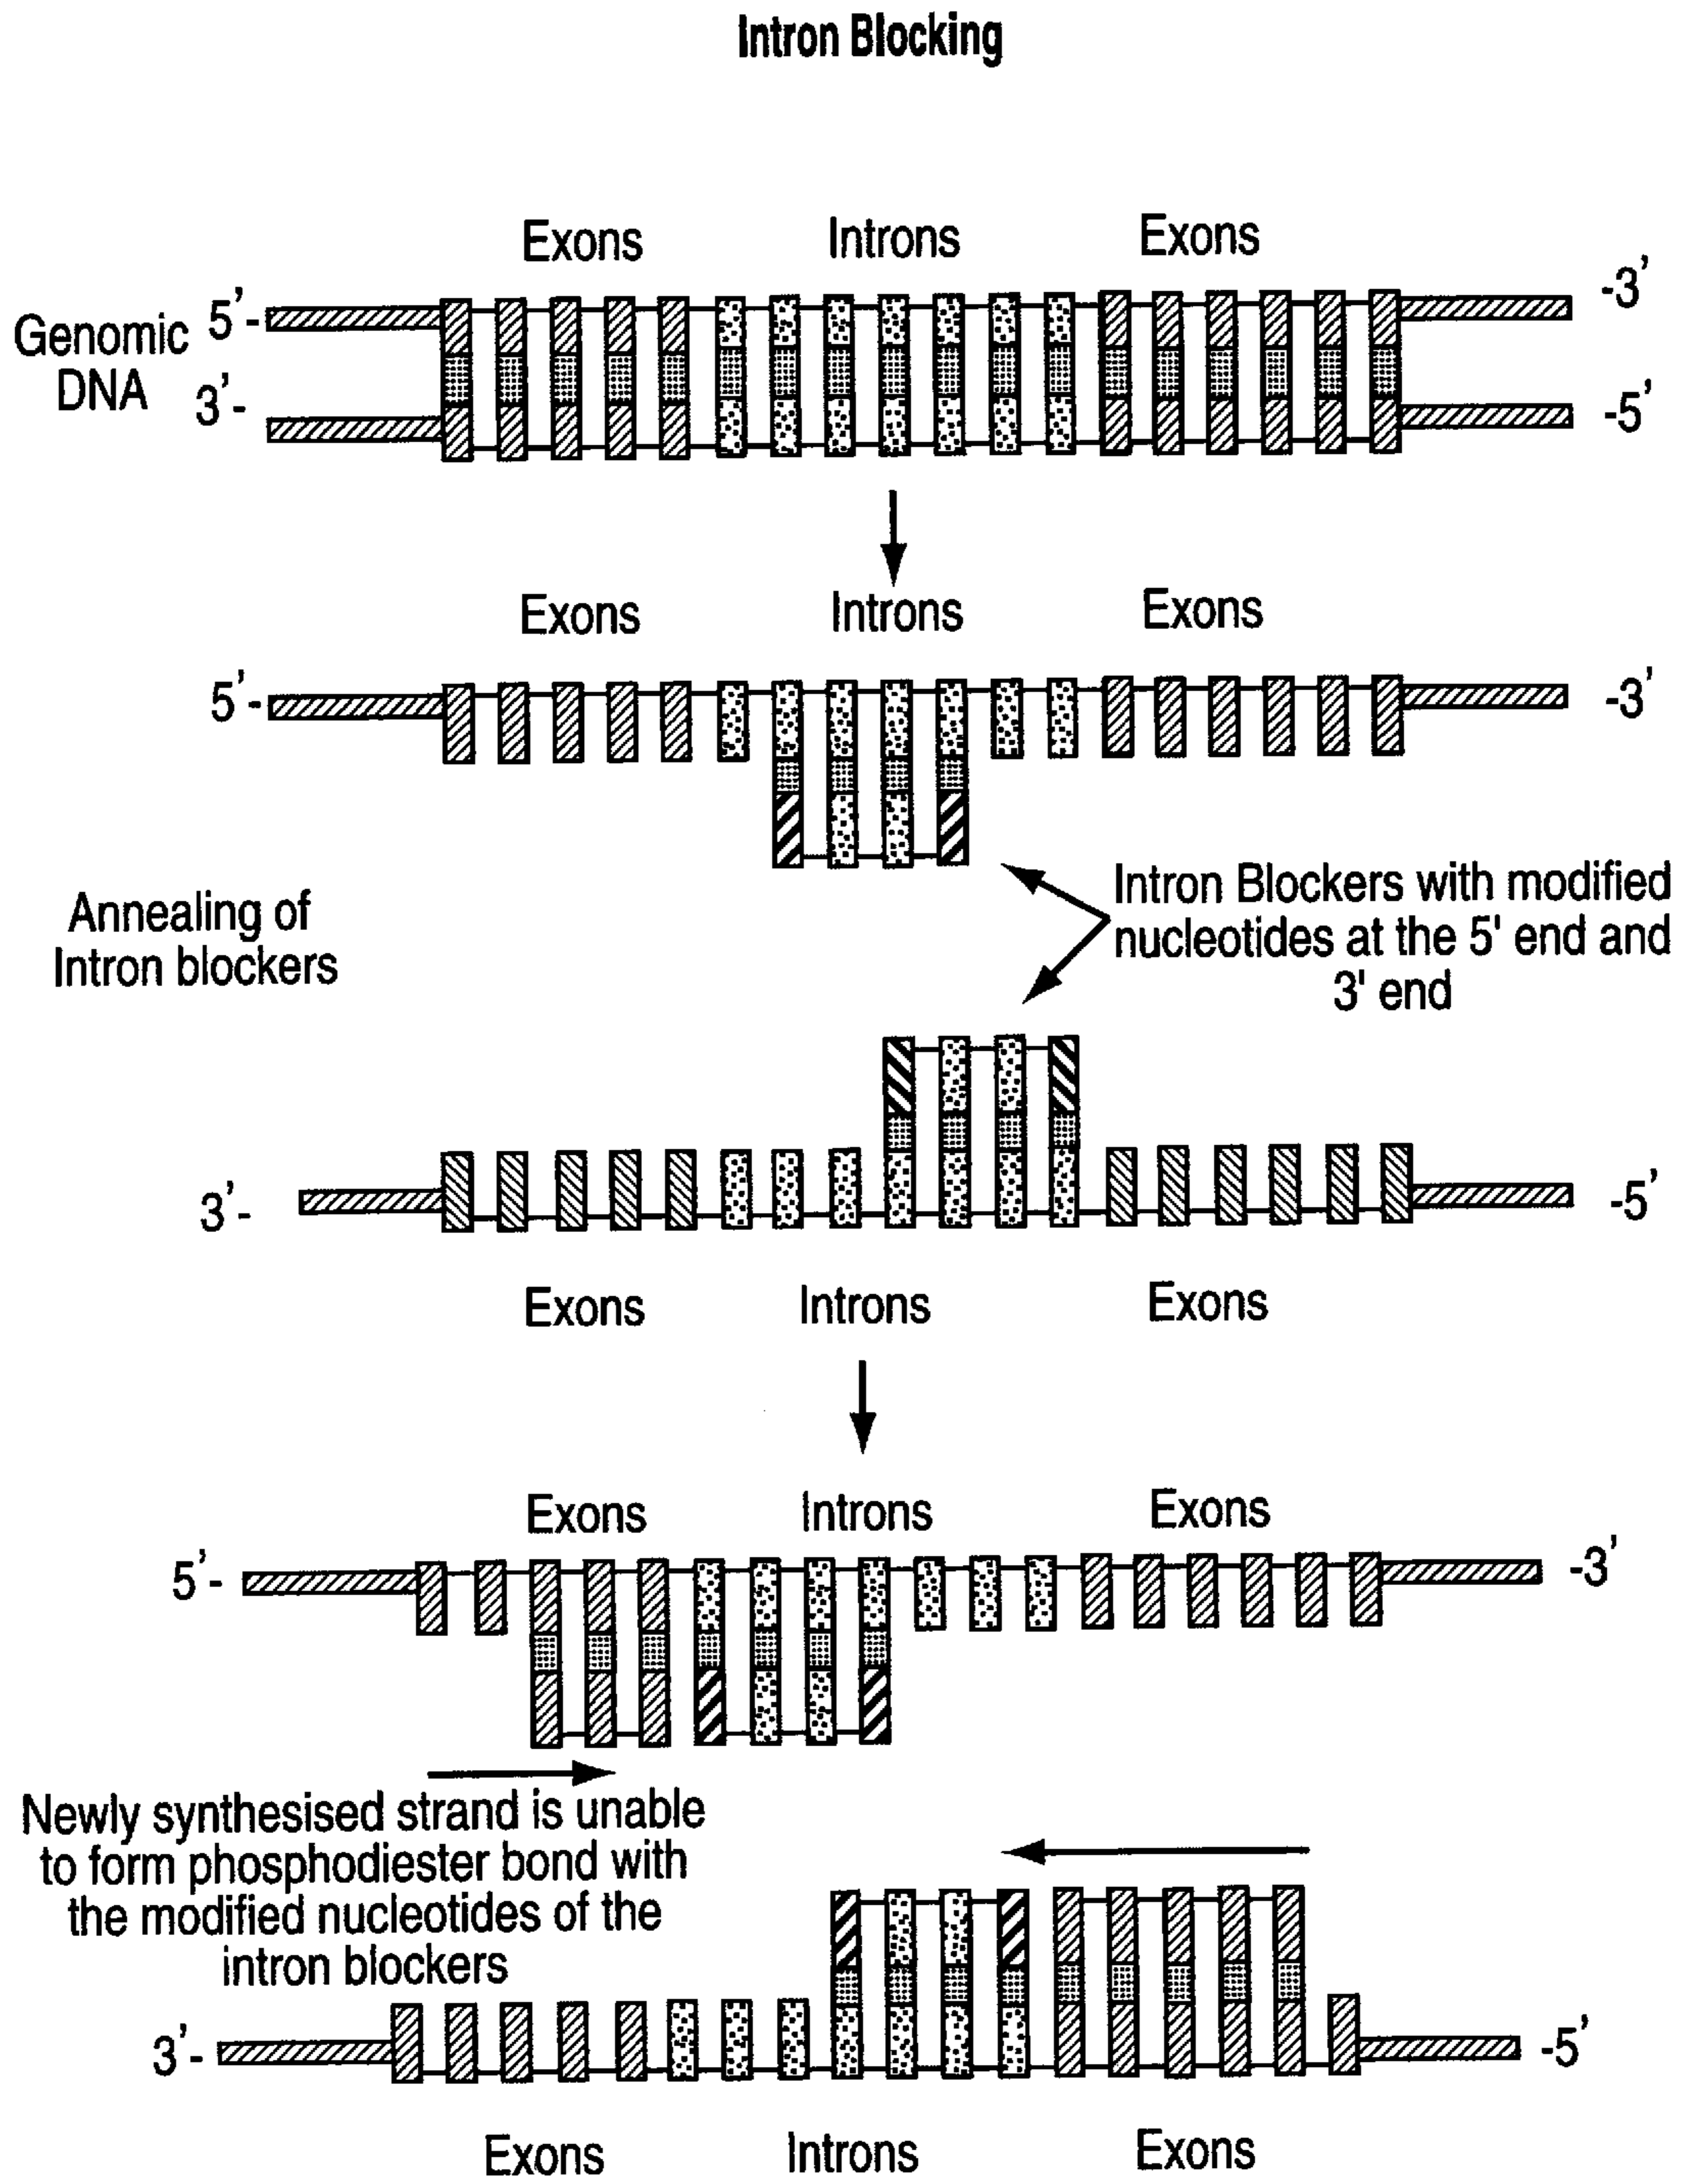 Intron Blocking
Exons Introns Exons
5'- -3'
Genomic
DNA
3'- -5'
Exons Introns Exons
5'- -3'
Annealing of
Intron blockers
Intron Blockers with modified
nucleotides at the 5' end and
3' end
3'- -5'
Exons Introns Exons
Exons Introns Exons
5'- -3'
Newly synthesised strand is unable
to form phosphodiester bond with
the modified nucleotides of the
intron blockers
3'- -5'
Exons Introns Exons